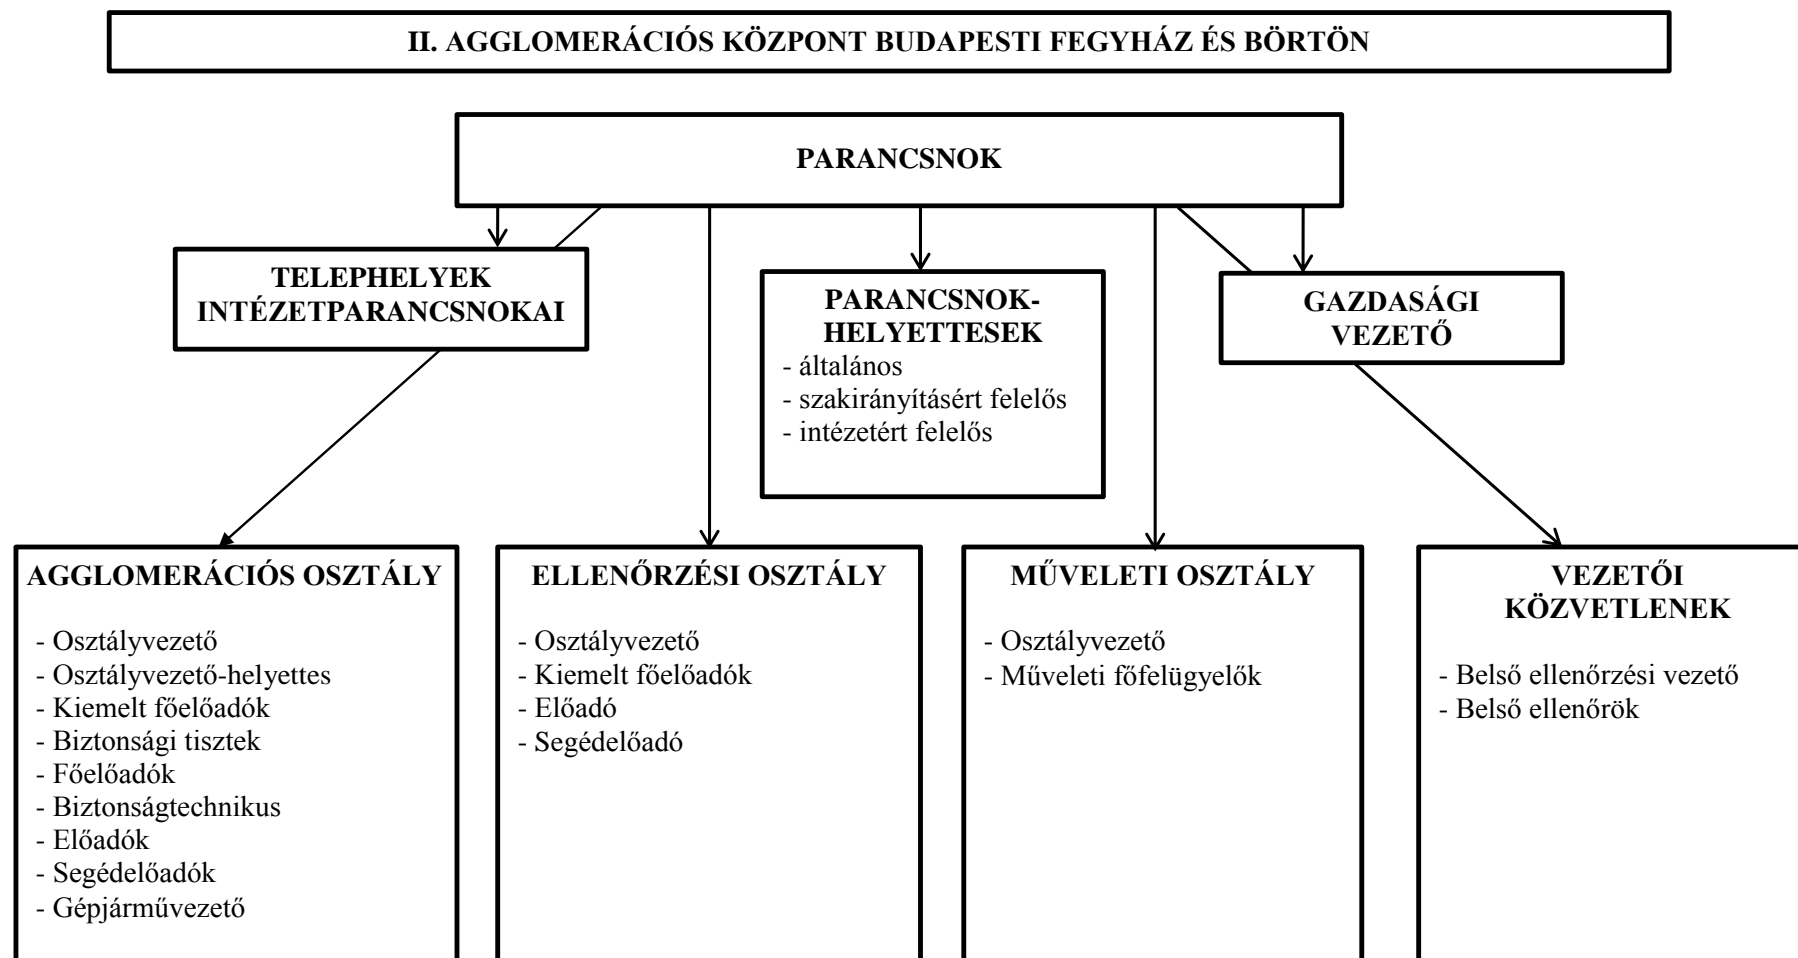 II. AGGLOMERÁCIÓS KÖZPONT BUDAPESTI FEGYHÁZ ÉS BÖRTÖN
PARANCSNOK
TELEPHELYEK
INTÉZETPARANCSNOKAI
PARANCSNOK-
HELYETTESEK
- általános
- szakirányításért felelős
- intézetért felelős
GAZDASÁGI
VEZETŐ
AGGLOMERÁCIÓS OSZTÁLY
- Osztályvezető
- Osztályvezető-helyettes
- Kiemelt főelőadók
- Biztonsági tisztek
- Főelőadók
- Biztonságtechnikus
- Előadók
- Segédelőadók
- Gépjárművezető
ELLENŐRZÉSI OSZTÁLY
- Osztályvezető
- Kiemelt főelőadók
- Előadó
- Segédelőadó
MŰVELETI OSZTÁLY
- Osztályvezető
- Műveleti főfelügyelők
VEZETŐI
KÖZVETLENEK
- Belső ellenőrzési vezető
- Belső ellenőrök